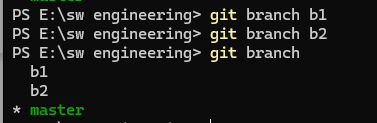 PS E:\sw engineering> git branch b1
PS E:\sw engineering> git branch b2
PS E:\sw engineering> git branch
  b1
  b2
* master